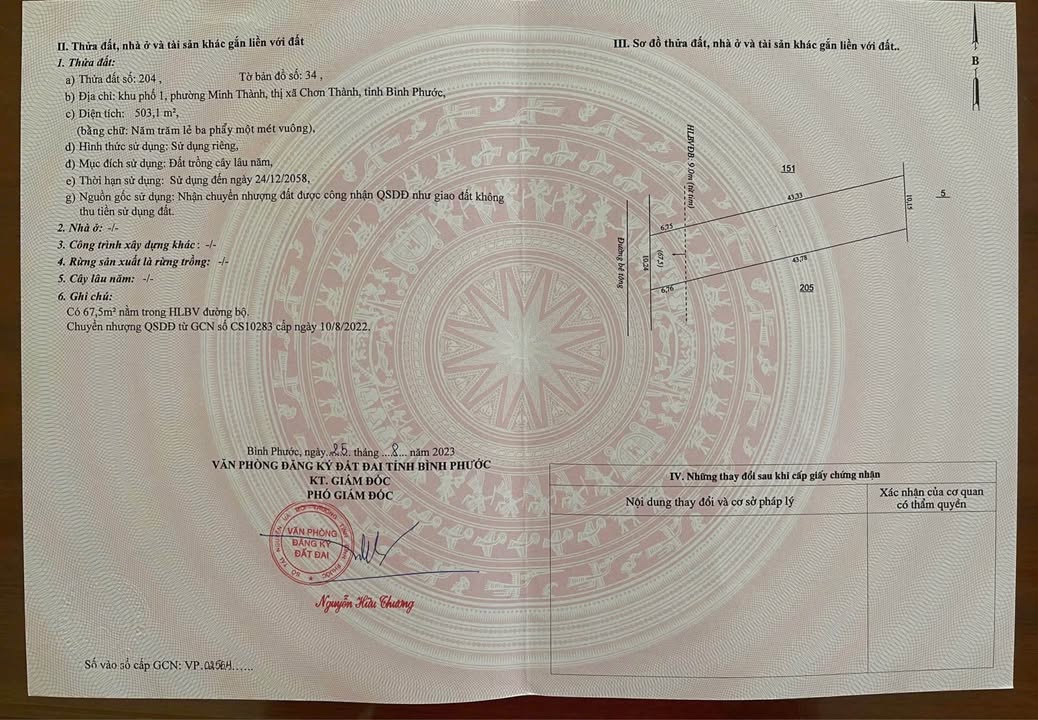 II. Thửa đất, nhà ở và tài sản khác gắn liền với đất
1. Thửa đất:
a) Thửa đất số: 204 , Tờ bản đồ số: 34 ,
b) Địa chỉ: khu phố 1, phường Minh Thành, thị xã Chơn Thành, tỉnh Bình Phước,
c) Diện tích: 503,1 m²,
(bằng chữ: Năm trăm lẻ ba phẩy một mét vuông),
d) Hình thức sử dụng: Sử dụng riêng,
đ) Mục đích sử dụng: Đất trồng cây lâu năm,
e) Thời hạn sử dụng: Sử dụng đến ngày 24/12/2058,
g) Nguồn gốc sử dụng: Nhận chuyển nhượng đất được công nhận QSDĐ như giao đất không
thu tiền sử dụng đất.
2. Nhà ở: -/-
3. Công trình xây dựng khác : -/-
4. Rừng sản xuất là rừng trồng: -/-
5. Cây lâu năm: -/-
6. Ghi chú:
Có 67,5m² nằm trong HLBV đường bộ.
Chuyển nhượng QSDĐ từ GCN số CS10283 cấp ngày 10/8/2022.
Bình Phước, ngày 25 tháng 8 năm 2023
VĂN PHÒNG ĐĂNG KÝ ĐẤT ĐAI TỈNH BÌNH PHƯỚC
KT. GIÁM ĐỐC
PHÓ GIÁM ĐỐC
VĂN PHÒNG
ĐĂNG KÝ
ĐẤT ĐAI
Nguyễn Hữu Thương
Số vào sổ cấp GCN: VP
III. Sơ đồ thửa đất, nhà ở và tài sản khác gắn liền với đất..
B
HLBVĐB: 9.0m (từ tim)
151
43,33
5
10,15
6,75
Đường bê tông
10,24
(67,5)
6,76
43,78
205
IV. Những thay đổi sau khi cấp giấy chứng nhận
Nội dung thay đổi và cơ sở pháp lý
Xác nhận của cơ quan
có thẩm quyền